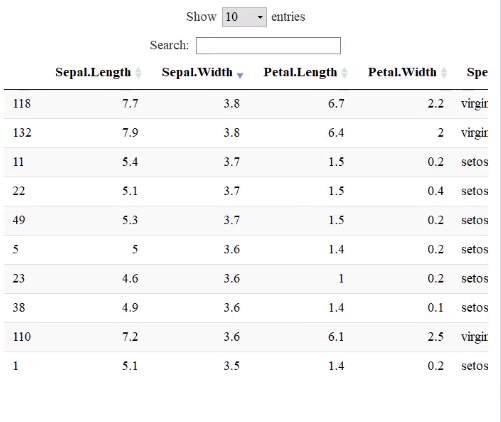 Show 10 entries
Search:
Sepal.Length Sepal.Width Petal.Length Petal.Width Spe
118 7.7 3.8 6.7 2.2 virgin
132 7.9 3.8 6.4 2 virgin
11 5.4 3.7 1.5 0.2 setos
22 5.1 3.7 1.5 0.4 setos
49 5.3 3.7 1.5 0.2 setos
5 5 3.6 1.4 0.2 setos
23 4.6 3.6 1 0.2 setos
38 4.9 3.6 1.4 0.1 setos
110 7.2 3.6 6.1 2.5 virgin
1 5.1 3.5 1.4 0.2 setos